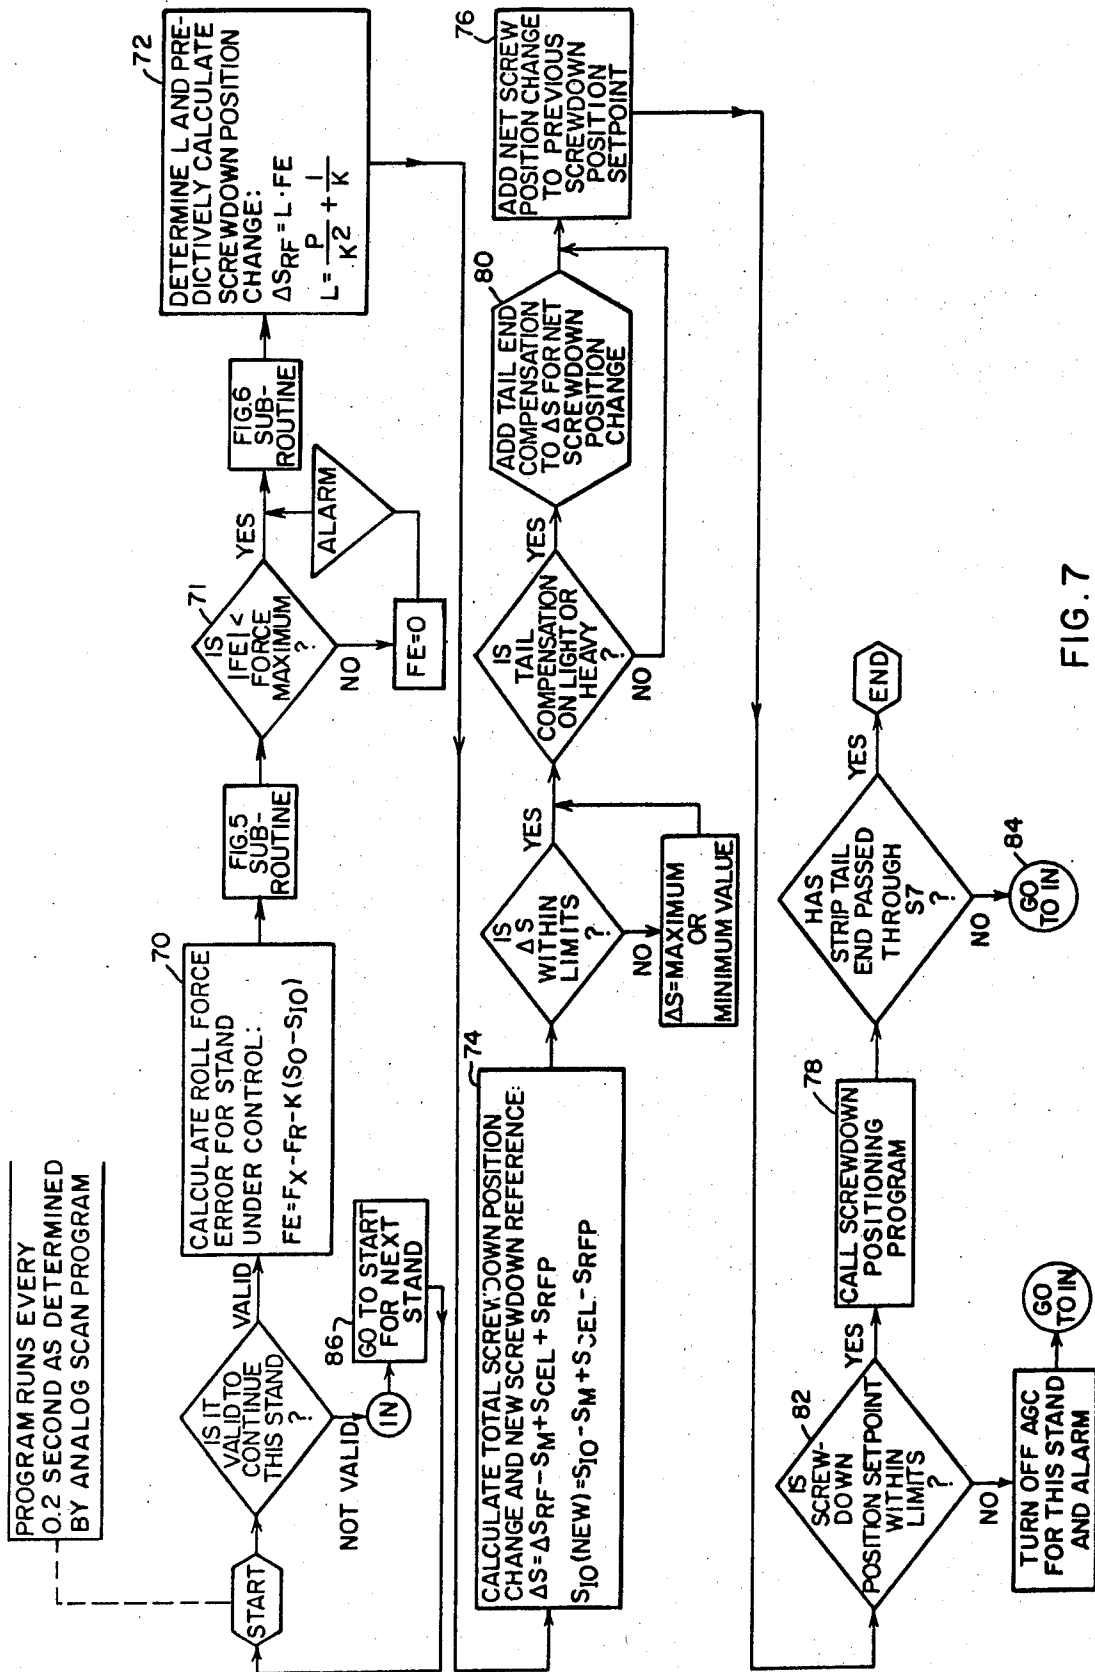 PROGRAM RUNS EVERY
0.2 SECOND AS DETERMINED
BY ANALOG SCAN PROGRAM
START
IS IT
VALID TO
CONTINUE
THIS STAND
?
VALID
NOT VALID
IN
86
GO TO START
FOR NEXT
STAND
70
CALCULATE ROLL FORCE
ERROR FOR STAND
UNDER CONTROL:
FE=FX-FR-K(SO-SIO)
FIG.5
SUB-
ROUTINE
71
IS
|FE|<
FORCE
MAXIMUM
?
YES
NO
FE=0
ALARM
FIG.6
SUB-
ROUTINE
72
DETERMINE L AND PRE-
DICTIVELY CALCULATE
SCREWDOWN POSITION
CHANGE:
ΔSRF=L·FE
L=P/K2+1/K
74
CALCULATE TOTAL SCREWDOWN POSITION
CHANGE AND NEW SCREWDOWN REFERENCE:
ΔS=ΔSRF-SM+SCEL+SRFP
SIO(NEW)=SIO-SM+SCEL-SRFP
IS
ΔS
WITHIN
LIMITS
?
YES
NO
ΔS=MAXIMUM
OR
MINIMUM VALUE
IS
TAIL
COMPENSATION
ON LIGHT OR
HEAVY
?
YES
NO
80
ADD TAIL END
COMPENSATION
TO ΔS FOR NET
SCREWDOWN
POSITION
CHANGE
76
ADD NET SCREW
POSITION CHANGE
TO PREVIOUS
SCREWDOWN
POSITION
SETPOINT
82
IS
SCREW-
DOWN
POSITION SETPOINT
WITHIN
LIMITS
?
YES
NO
TURN OFF AGC
FOR THIS STAND
AND ALARM
GO
TO IN
78
CALL SCREWDOWN
POSITIONING
PROGRAM
HAS
STRIP TAIL
END PASSED
THROUGH
S7
?
YES
NO
84
GO
TO IN
END
FIG. 7